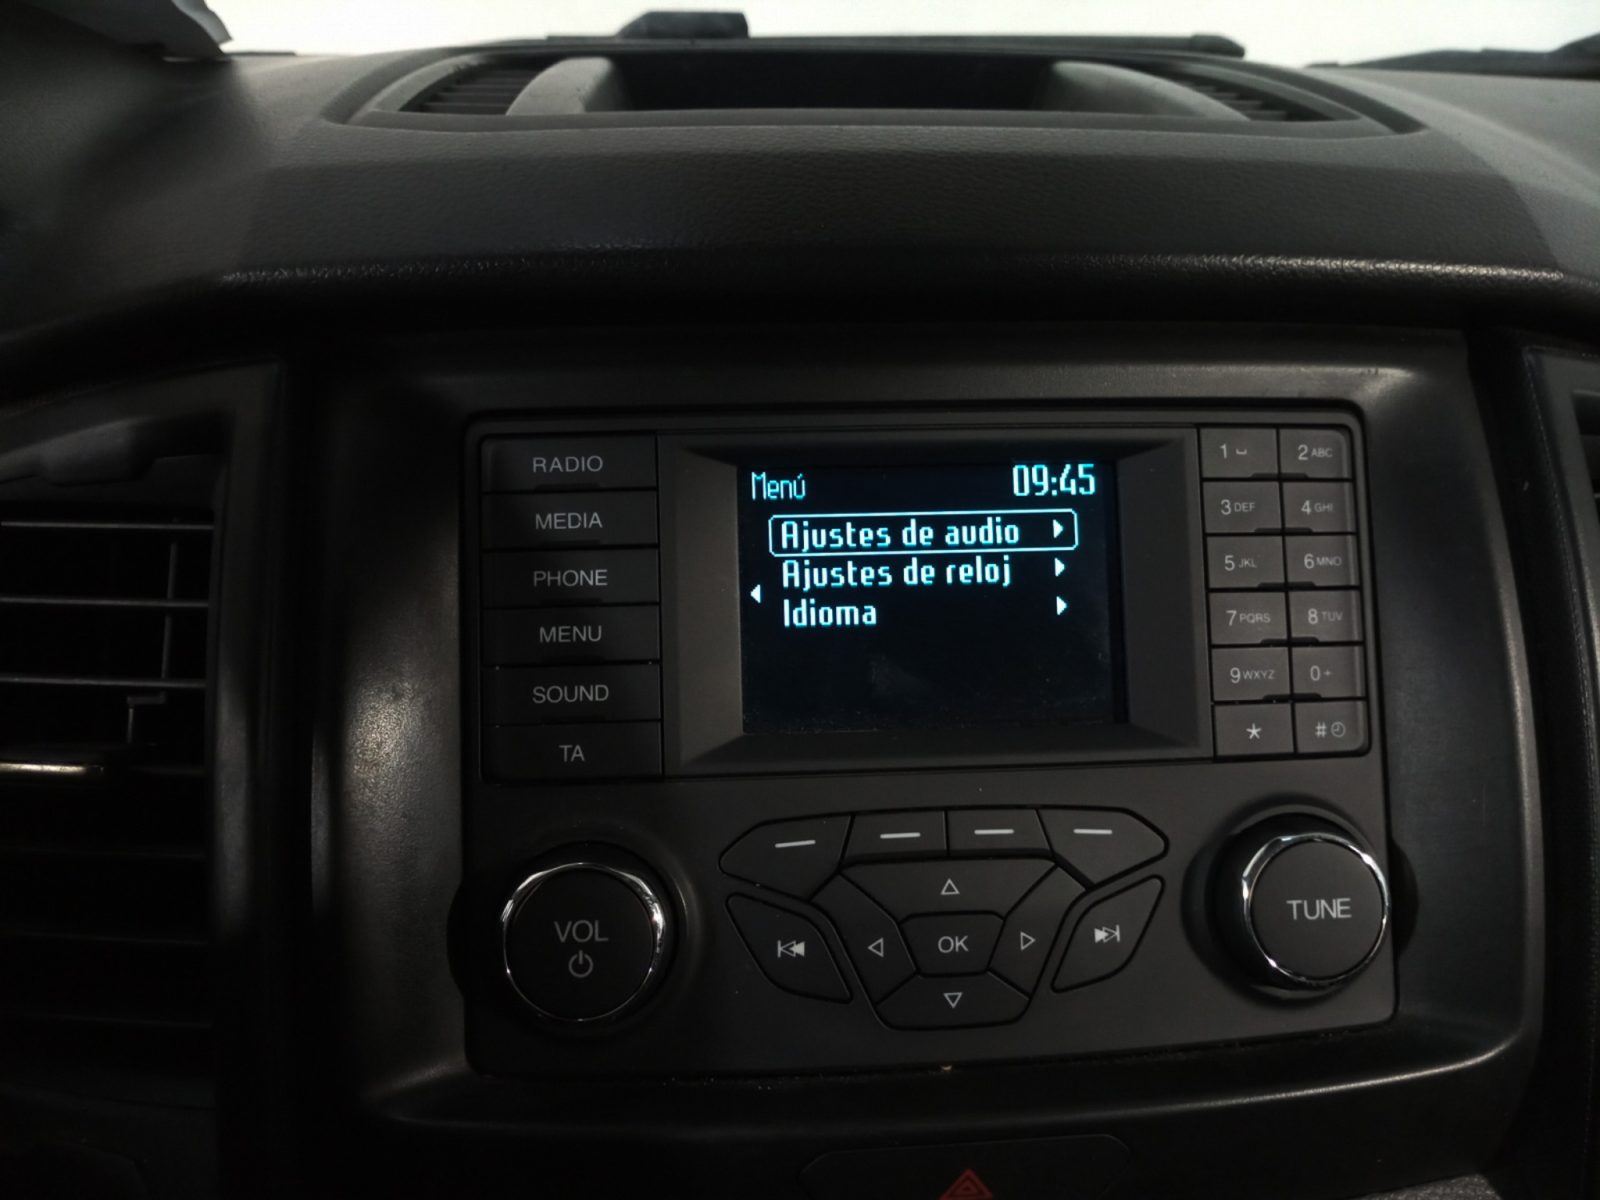 RADIO
MEDIA
PHONE
MENU
SOUND
TA
Menú 09:45
Ajustes de audio
Ajustes de reloj
Idioma
1 2 ABC
3 DEF 4 GHI
5 JKL 6 MNO
7 PQRS 8 TUV
9 WXYZ 0 +
* #
VOL
OK
TUNE